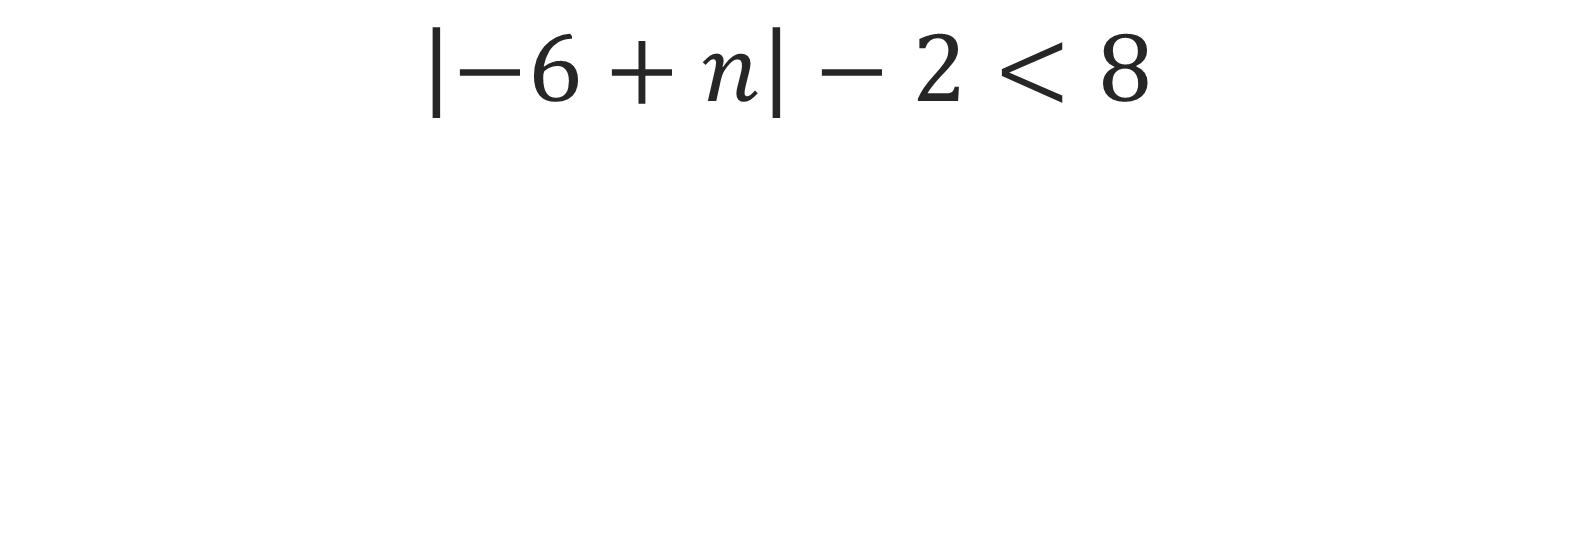 |−6 + n| − 2 < 8